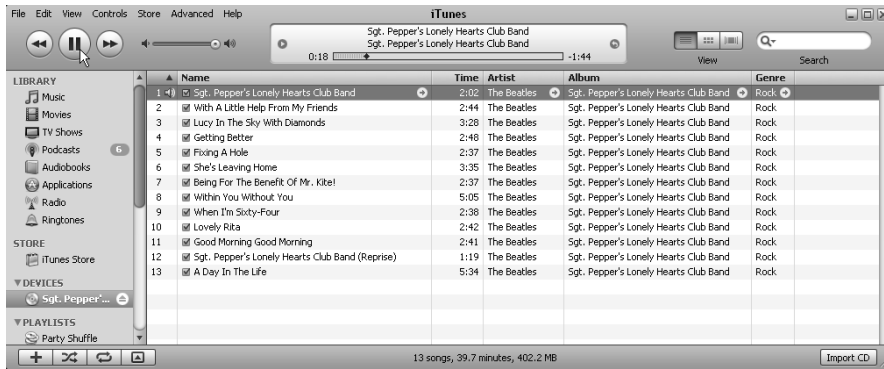 File Edit View Controls Store Advanced Help
iTunes
Sgt. Pepper's Lonely Hearts Club Band
Sgt. Pepper's Lonely Hearts Club Band
0:18 -1:44
View
Search
LIBRARY
Music
Movies
TV Shows
Podcasts 6
Audiobooks
Applications
Radio
Ringtones
STORE
iTunes Store
DEVICES
Sgt. Pepper'...
PLAYLISTS
Party Shuffle
Name Time Artist Album Genre
1 Sgt. Pepper's Lonely Hearts Club Band 2:02 The Beatles Sgt. Pepper's Lonely Hearts Club Band Rock
2 With A Little Help From My Friends 2:44 The Beatles Sgt. Pepper's Lonely Hearts Club Band Rock
3 Lucy In The Sky With Diamonds 3:28 The Beatles Sgt. Pepper's Lonely Hearts Club Band Rock
4 Getting Better 2:48 The Beatles Sgt. Pepper's Lonely Hearts Club Band Rock
5 Fixing A Hole 2:37 The Beatles Sgt. Pepper's Lonely Hearts Club Band Rock
6 She's Leaving Home 3:35 The Beatles Sgt. Pepper's Lonely Hearts Club Band Rock
7 Being For The Benefit Of Mr. Kite! 2:37 The Beatles Sgt. Pepper's Lonely Hearts Club Band Rock
8 Within You Without You 5:05 The Beatles Sgt. Pepper's Lonely Hearts Club Band Rock
9 When I'm Sixty-Four 2:38 The Beatles Sgt. Pepper's Lonely Hearts Club Band Rock
10 Lovely Rita 2:42 The Beatles Sgt. Pepper's Lonely Hearts Club Band Rock
11 Good Morning Good Morning 2:41 The Beatles Sgt. Pepper's Lonely Hearts Club Band Rock
12 Sgt. Pepper's Lonely Hearts Club Band (Reprise) 1:19 The Beatles Sgt. Pepper's Lonely Hearts Club Band Rock
13 A Day In The Life 5:34 The Beatles Sgt. Pepper's Lonely Hearts Club Band Rock
13 songs, 39.7 minutes, 402.2 MB
Import CD